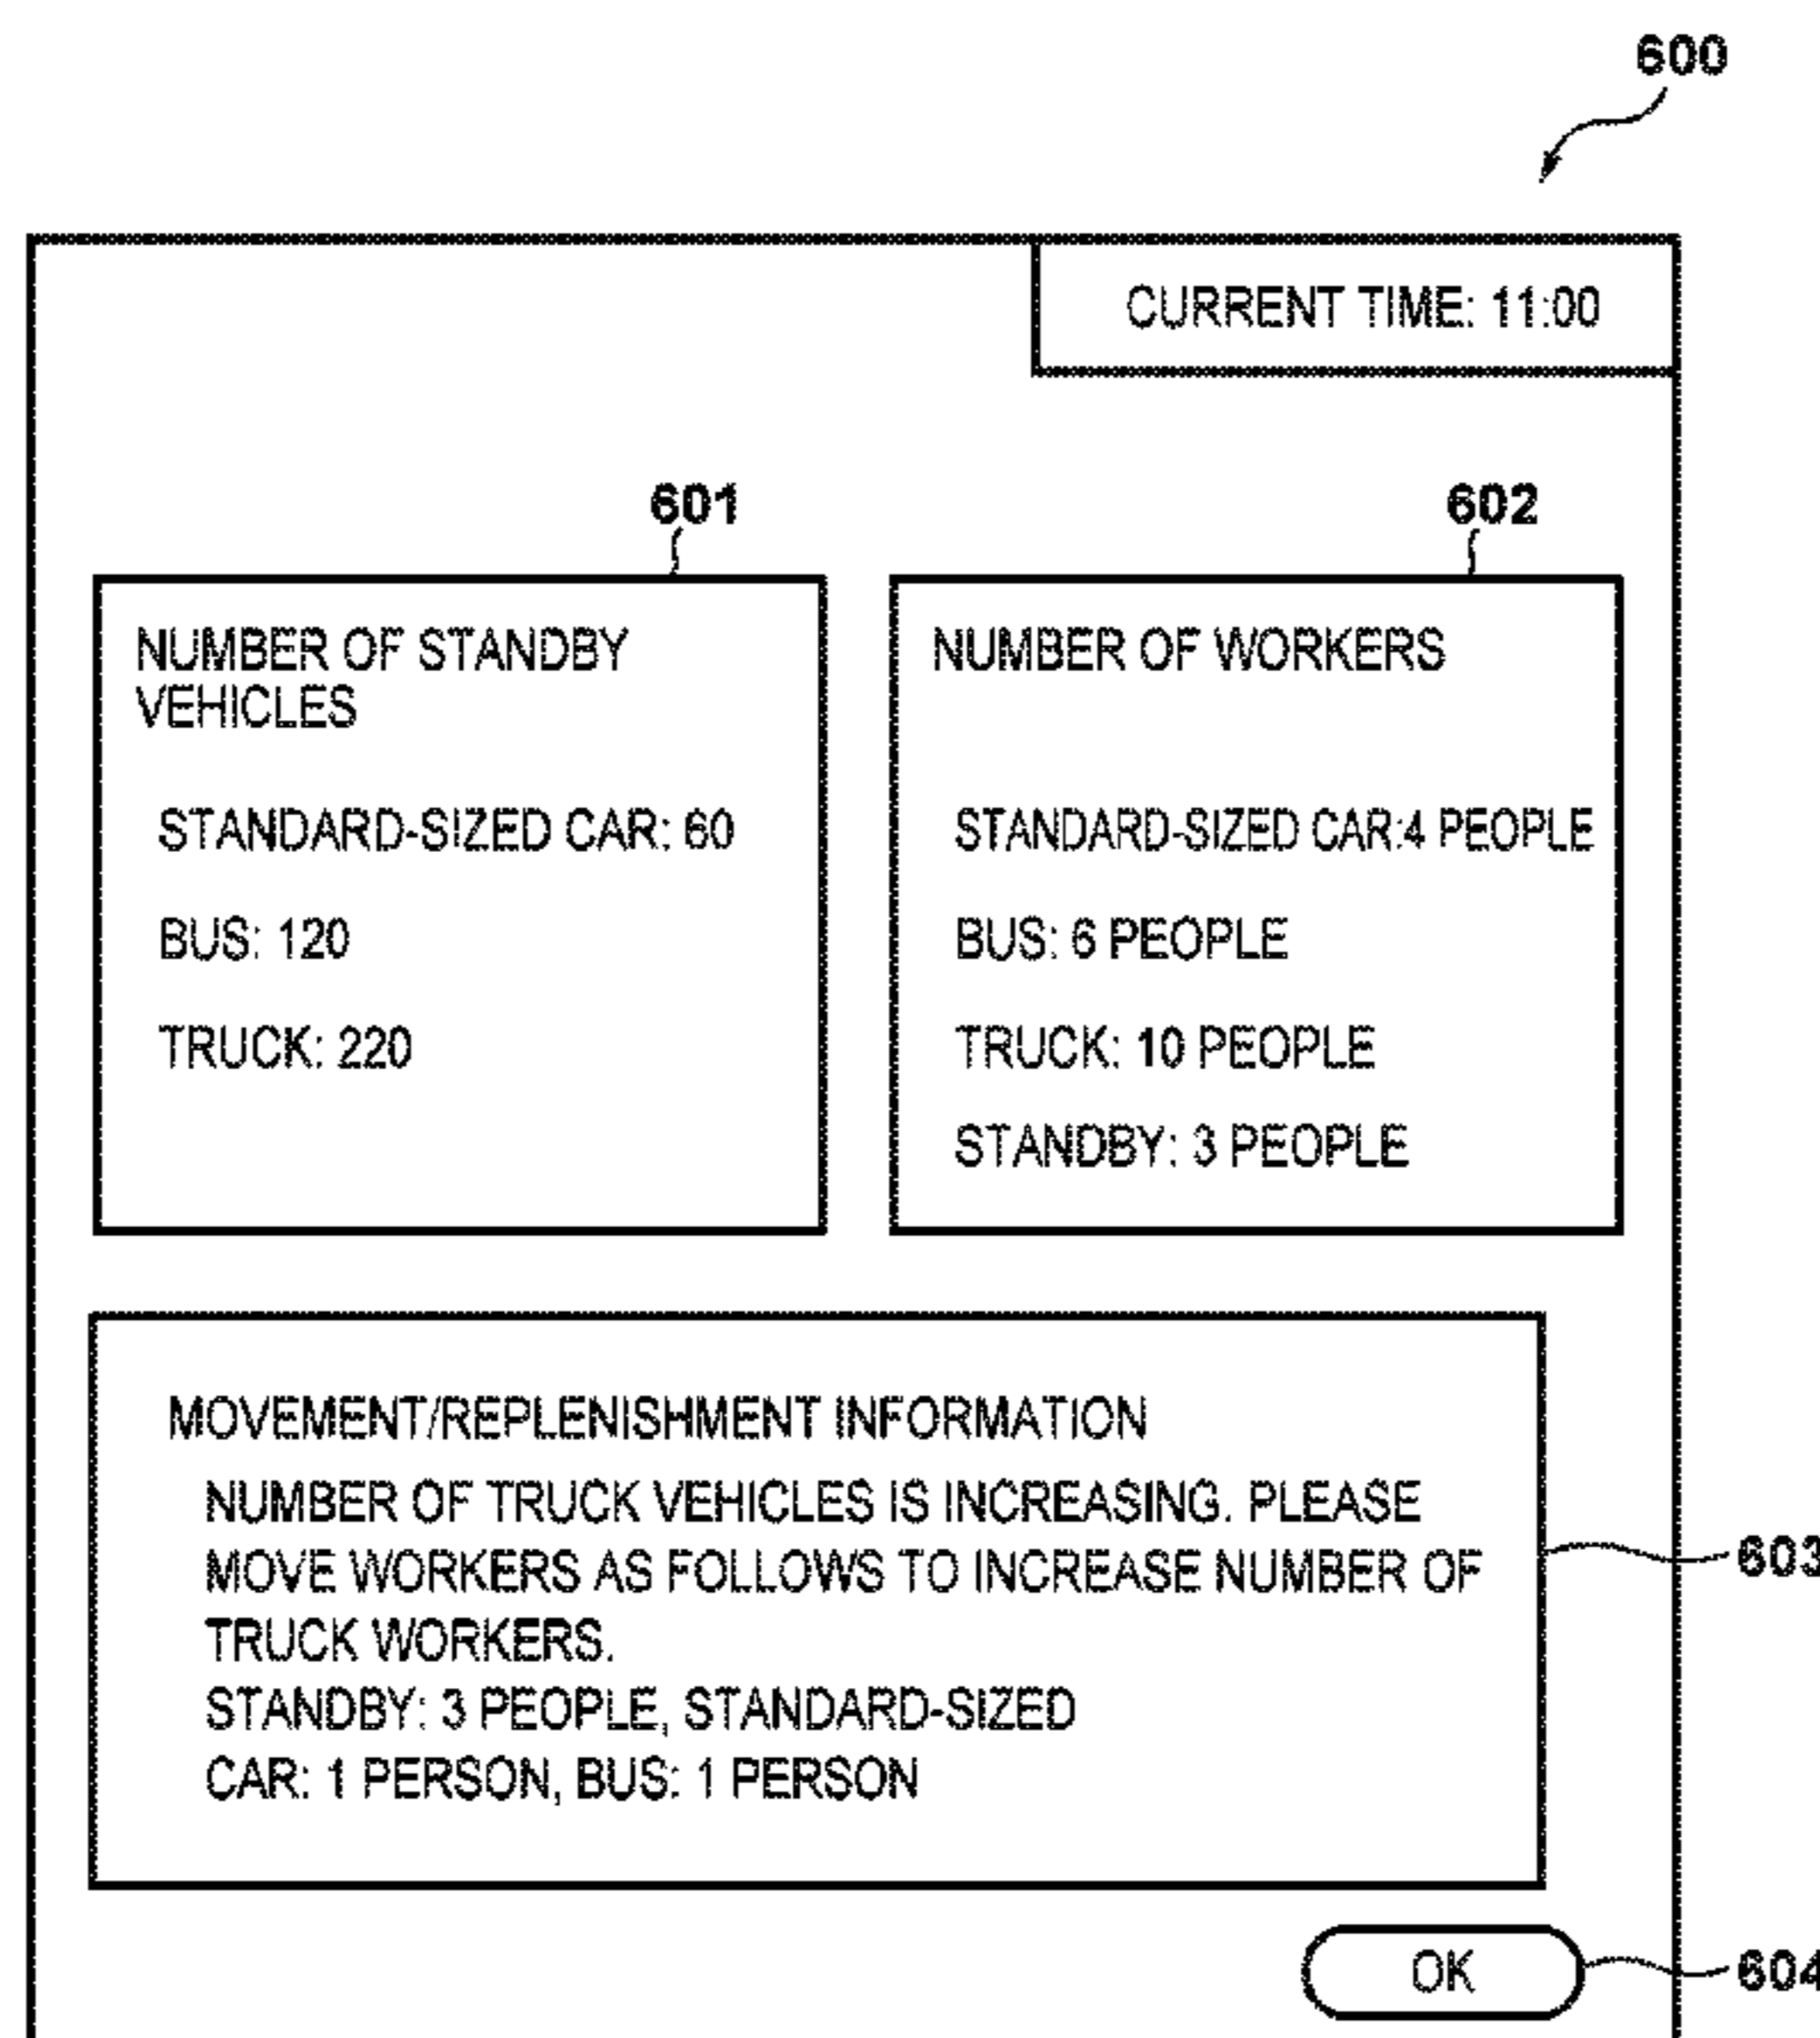 600
CURRENT TIME: 11:00
601
602
NUMBER OF STANDBY
VEHICLES
STANDARD-SIZED CAR: 60
BUS: 120
TRUCK: 220
NUMBER OF WORKERS
STANDARD-SIZED CAR:4 PEOPLE
BUS: 6 PEOPLE
TRUCK: 10 PEOPLE
STANDBY: 3 PEOPLE
MOVEMENT/REPLENISHMENT INFORMATION
NUMBER OF TRUCK VEHICLES IS INCREASING. PLEASE
MOVE WORKERS AS FOLLOWS TO INCREASE NUMBER OF
TRUCK WORKERS.
STANDBY: 3 PEOPLE, STANDARD-SIZED
CAR: 1 PERSON, BUS: 1 PERSON
603
OK
604